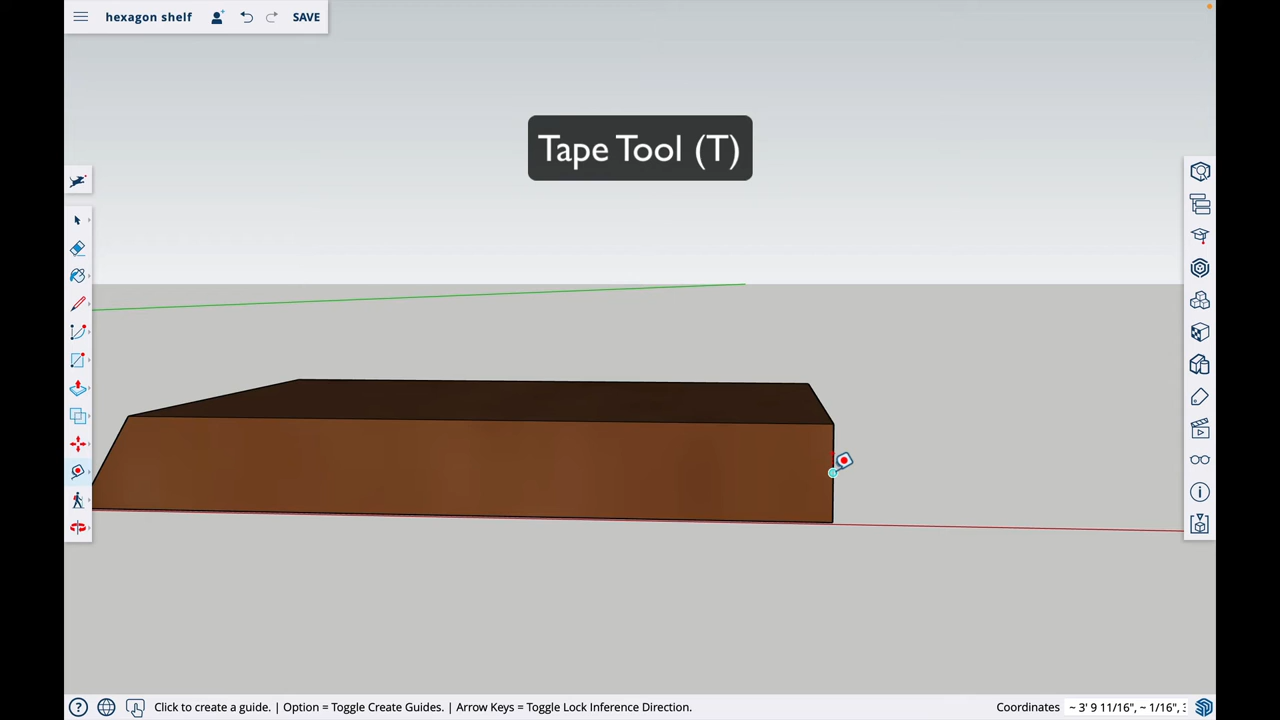 hexagon shelf
SAVE
Tape Tool (T)
Click to create a guide. | Option = Toggle Create Guides. | Arrow Keys = Toggle Lock Inference Direction.
Coordinates ~ 3' 9 11/16", ~ 1/16",